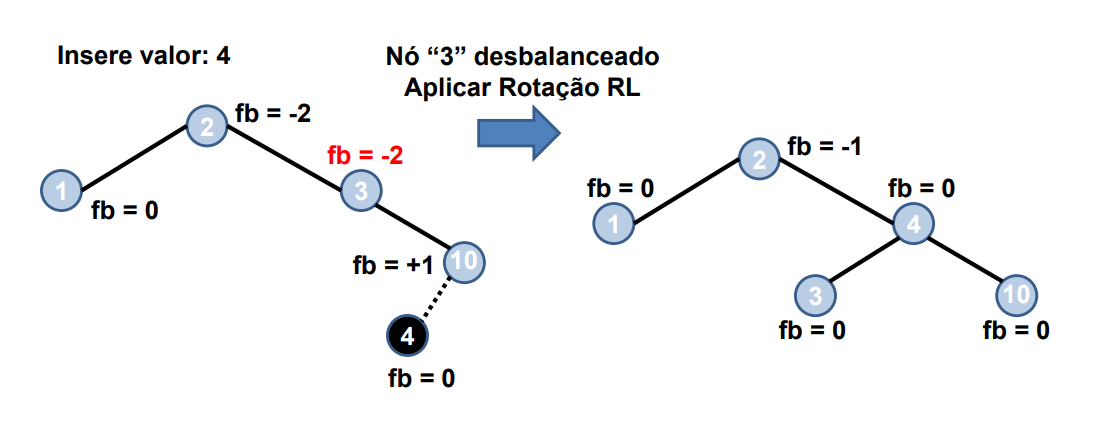 Insere valor: 4
Nó “3” desbalanceado
Aplicar Rotação RL
2
fb = -2
fb = -2
1
3
fb = 0
fb = +1
10
4
fb = 0
2
fb = -1
fb = 0
fb = 0
1
4
3
10
fb = 0
fb = 0